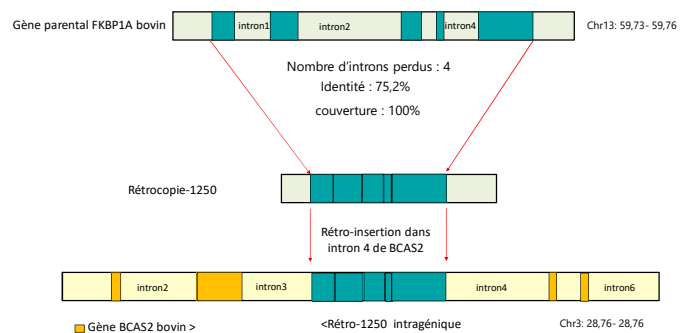 Gène parental FKBP1A bovin
intron1
intron2
intron4
Chr13: 59,73- 59,76
Nombre d'introns perdus : 4
Identité : 75,2%
couverture : 100%
Rétrocopie-1250
Rétro-insertion dans
intron 4 de BCAS2
intron2
intron3
intron4
intron6
Gène BCAS2 bovin >
<Rétro-1250 intragénique
Chr3: 28,76- 28,76